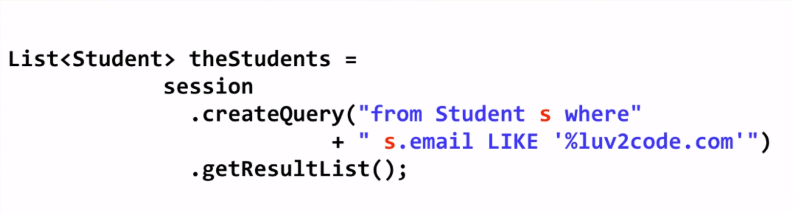 List<Student> theStudents =
session
.createQuery("from Student s where"
+ " s.email LIKE '%luv2code.com'")
.getResultList();